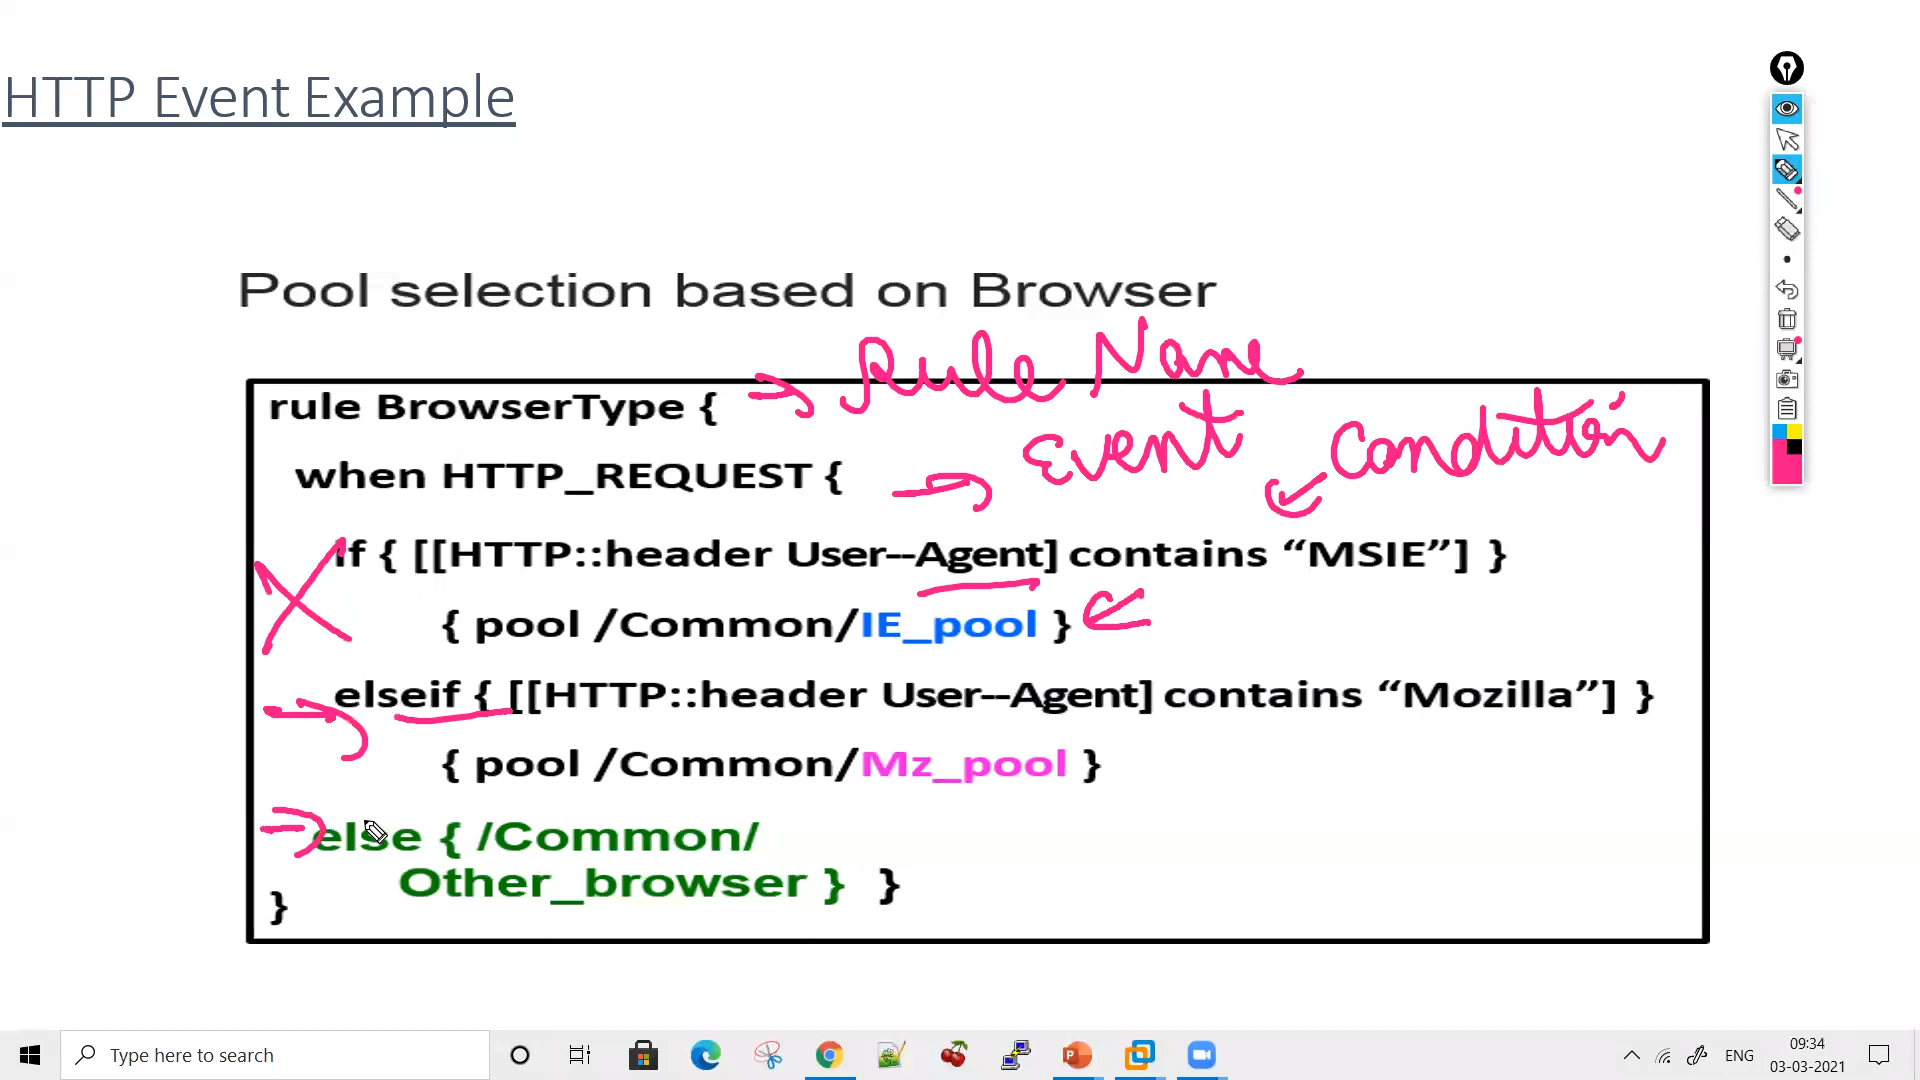 HTTP Event Example
Pool selection based on Browser
Rule Name
rule BrowserType {
Event
Condition
when HTTP_REQUEST {
if { [[HTTP::header User--Agent] contains “MSIE”] }
{ pool /Common/IE_pool }
elseif { [[HTTP::header User--Agent] contains “Mozilla”] }
{ pool /Common/Mz_pool }
else { /Common/
Other_browser } }
}
Type here to search
ENG
09:34
03-03-2021